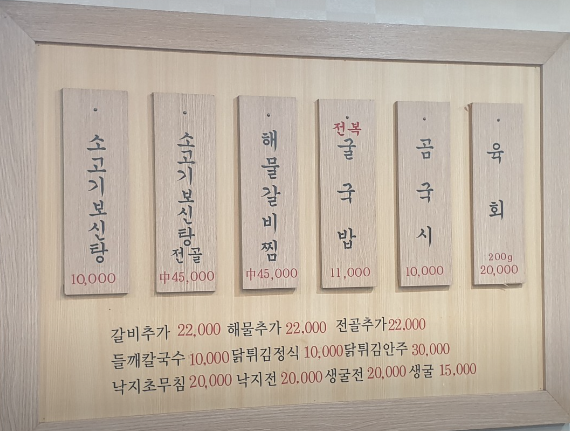 소고기보신탕
10,000
소고기보신탕
전골
中45,000
해물갈비찜
中45,000
전복
굴국밥
11,000
곰국시
10,000
육회
200g
20,000
갈비추가 22,000 해물추가 22,000 전골추가 22,000
들깨칼국수 10,000 닭튀김정식 10,000 닭튀김안주 30,000
낙지초무침 20,000 낙지전 20.000 생굴전 20,000 생굴 15,000